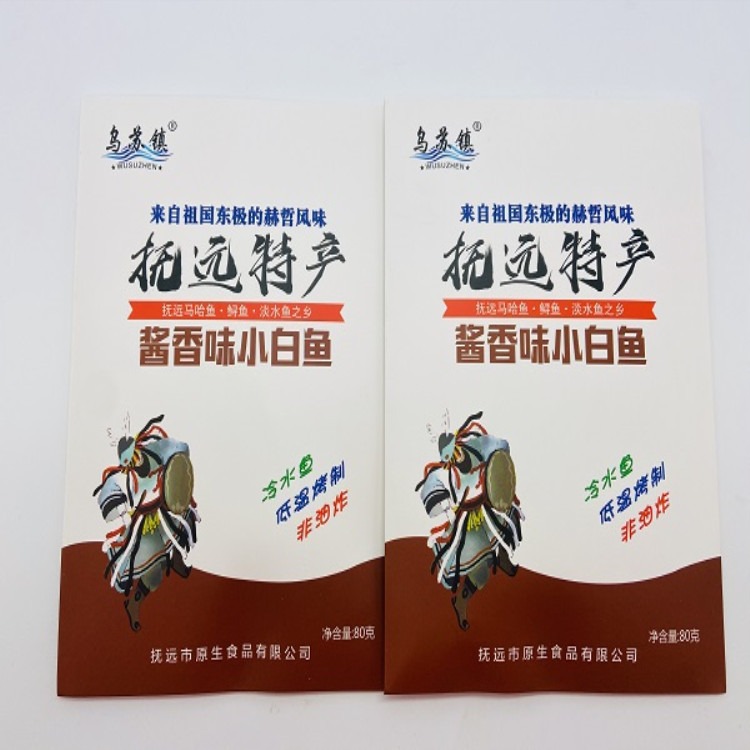 乌苏镇®
WUSUZHEN
来自祖国东极的赫哲风味
抚远特产
抚远马哈鱼·鲟鱼·淡水鱼之乡
酱香味小白鱼
冷水鱼
低温烤制
非油炸
净含量:80克
抚远市原生食品有限公司
乌苏镇®
WUSUZHEN
来自祖国东极的赫哲风味
抚远特产
抚远马哈鱼·鲟鱼·淡水鱼之乡
酱香味小白鱼
冷水鱼
低温烤制
非油炸
净含量:80克
抚远市原生食品有限公司